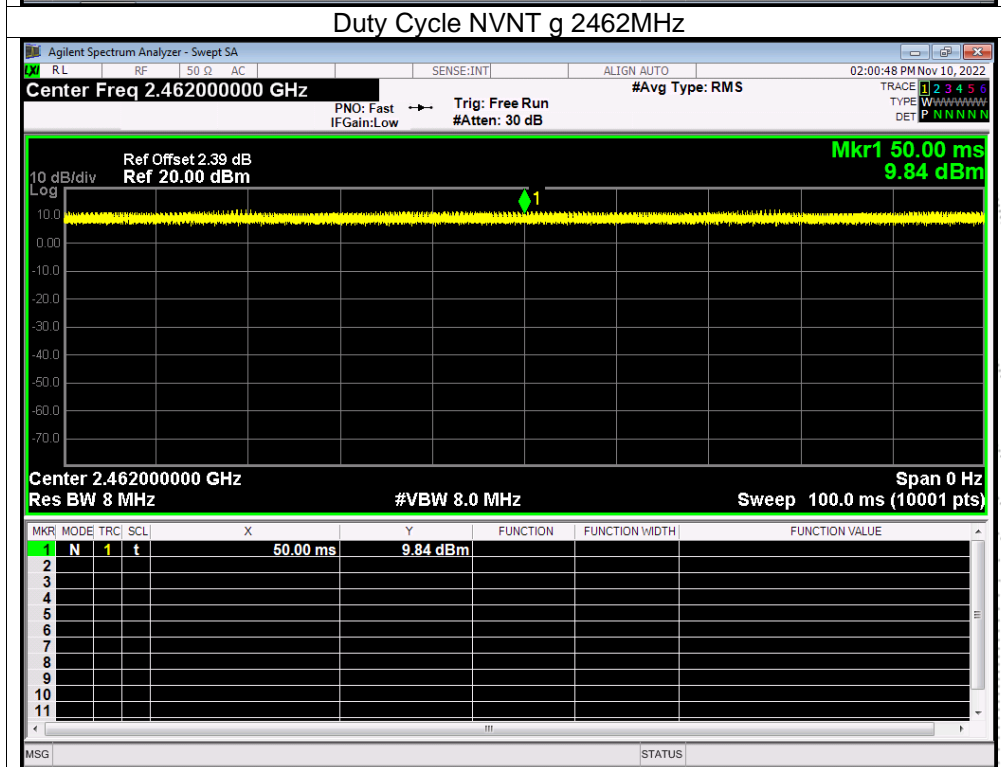 Duty Cycle NVNT g 2462MHz
Agilent Spectrum Analyzer - Swept SA
LXI RL RF 50 Ω AC SENSE:INT ALIGN AUTO 02:00:48 PM Nov 10, 2022
Center Freq 2.462000000 GHz #Avg Type: RMS TRACE 1 2 3 4 5 6
PNO: Fast Trig: Free Run TYPE WWWWWW
IFGain:Low #Atten: 30 dB DET P N N N N N
Mkr1 50.00 ms
Ref Offset 2.39 dB
10 dB/div Ref 20.00 dBm 9.84 dBm
Log
1
10.0
0.00
-10.0
-20.0
-30.0
-40.0
-50.0
-60.0
-70.0
Center 2.462000000 GHz Span 0 Hz
Res BW 8 MHz #VBW 8.0 MHz Sweep 100.0 ms (10001 pts)
MKR MODE TRC SCL X Y FUNCTION FUNCTION WIDTH FUNCTION VALUE
1 N 1 t 50.00 ms 9.84 dBm
2
3
4
5
6
7
8
9
10
11
MSG STATUS